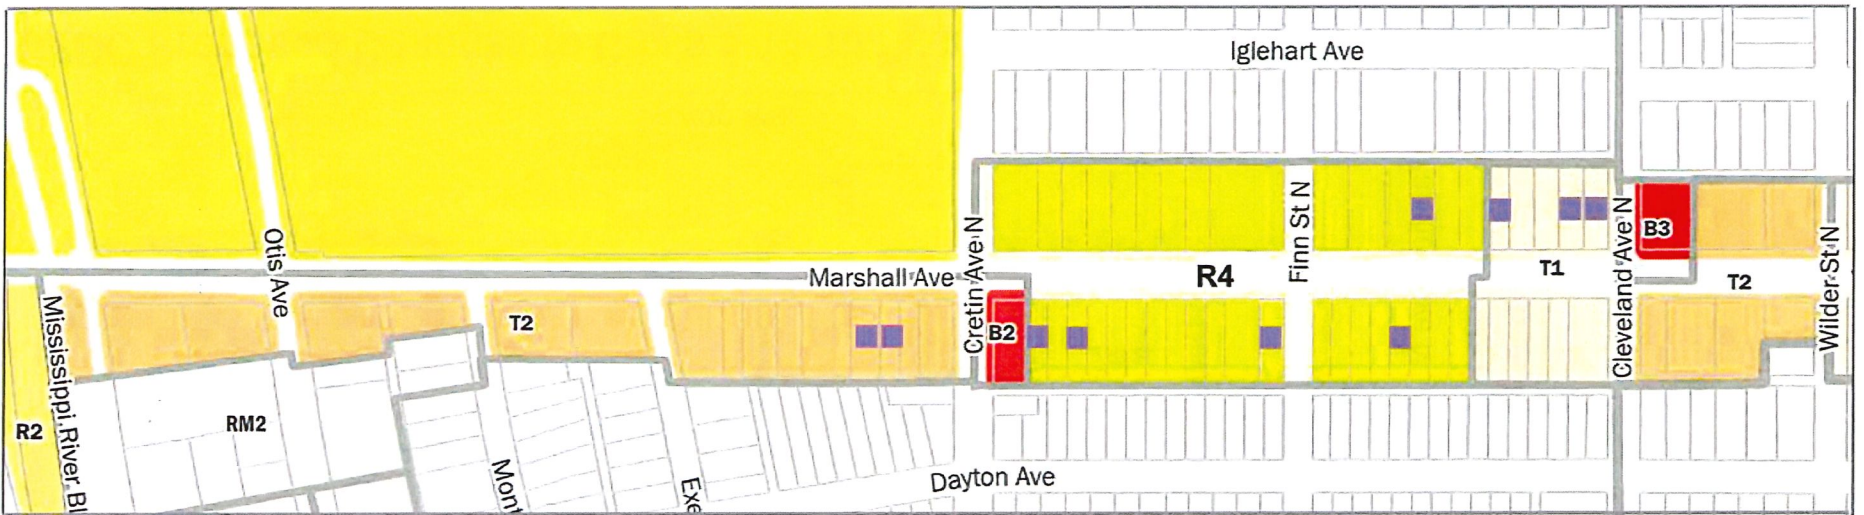 Iglehart Ave
Otis Ave
Marshall Ave
Cretin Ave N
R4
Finn St N
T1
Cleveland Ave N
B3
T2
Wilder St N
Mississippi River Bl
T2
B2
R2
RM2
Mont
Exe
Dayton Ave